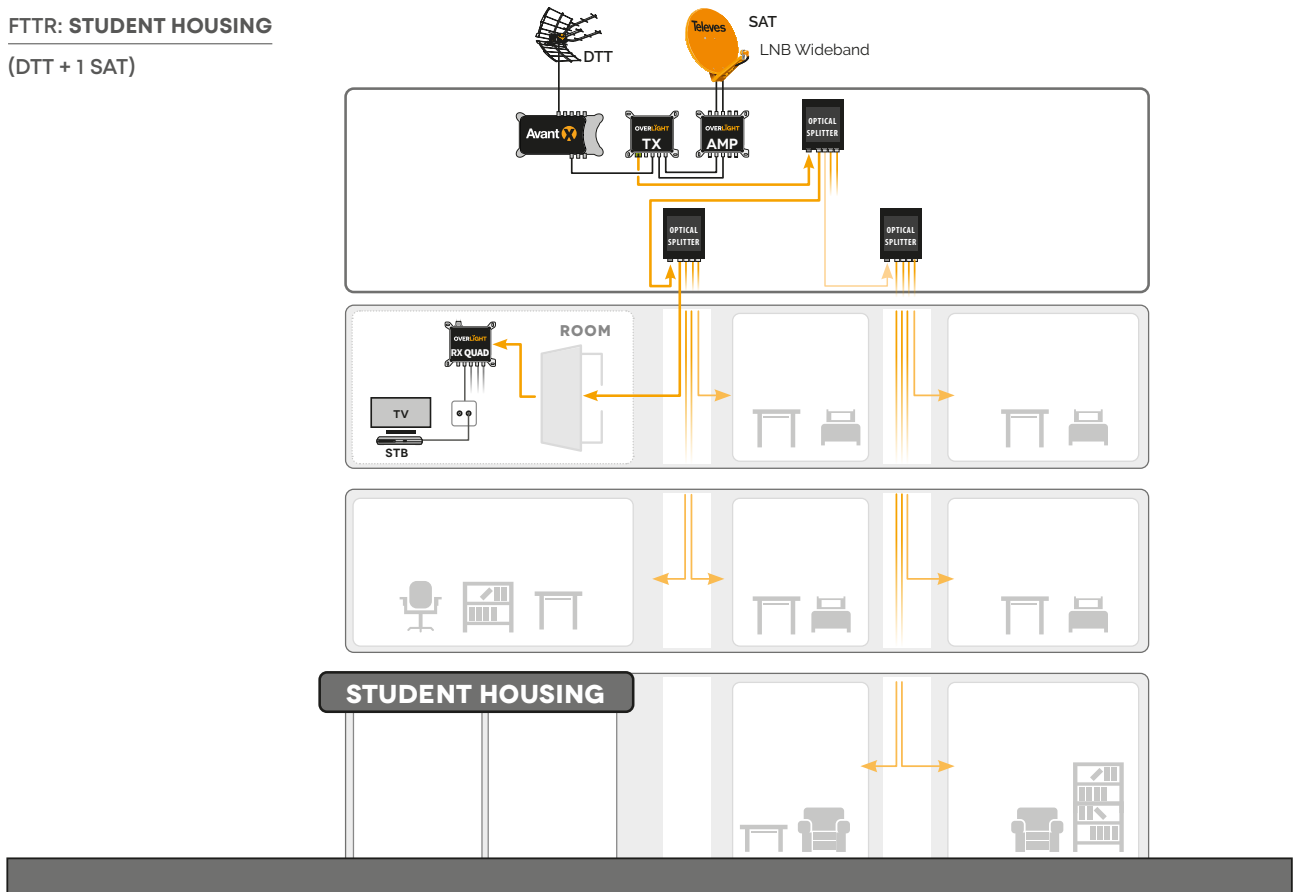 FTTR: STUDENT HOUSING
(DTT + 1 SAT)
DTT
Televes
SAT
LNB Wideband
Avant X
OVERLIGHT
TX
OVERLIGHT
AMP
OPTICAL
SPLITTER
OPTICAL
SPLITTER
OPTICAL
SPLITTER
ROOM
OVERLIGHT
RX QUAD
TV
STB
STUDENT HOUSING